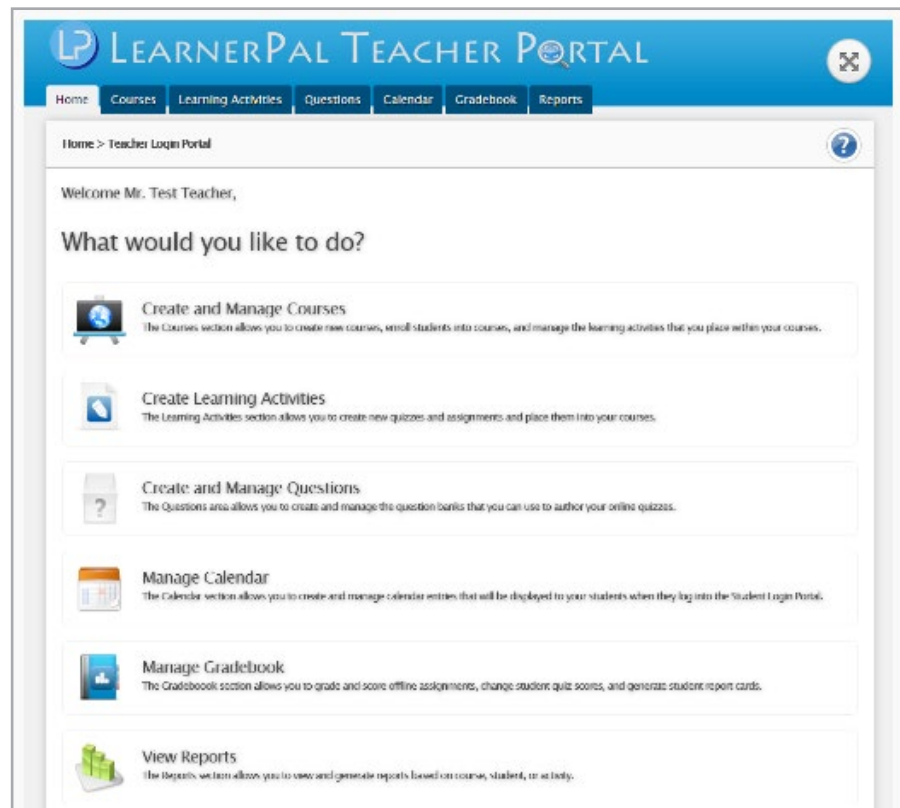 LP LEARNERPAL TEACHER PORTAL
Home Courses Learning Activities Questions Calendar Gradebook Reports
Home > Teacher Login Portal
?
Welcome Mr. Test Teacher,
What would you like to do?
Create and Manage Courses
The Courses section allows you to create new courses, enroll students into courses, and manage the learning activities that you place within your courses.
Create Learning Activities
The Learning Activities section allows you to create new quizzes and assignments and place them into your courses.
?
Create and Manage Questions
The Questions area allows you to create and manage the question banks that you can use to author your online quizzes.
Manage Calendar
The Calendar section allows you to create and manage calendar entries that will be displayed to your students when they log into the Student Login Portal.
Manage Gradebook
The Gradebook section allows you to grade and score offline assignments, change student quiz scores, and generate student report cards.
View Reports
The Reports section allows you to view and generate reports based on course, student, or activity.